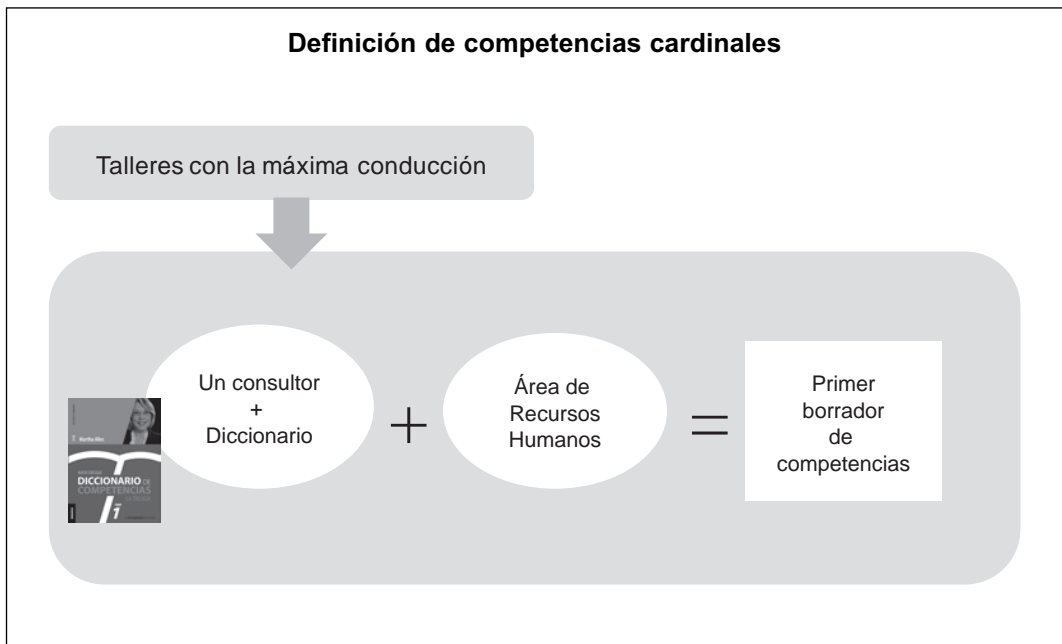 Definición de competencias cardinales
Talleres con la máxima conducción
Un consultor
+
Diccionario
+
Área de
Recursos
Humanos
=
Primer
borrador
de
competencias
Martha Alles
DICCIONARIO DE
COMPETENCIAS
1